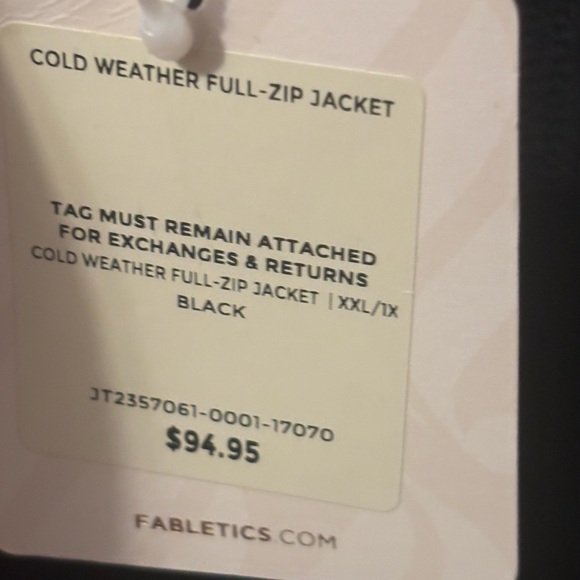 COLD WEATHER FULL-ZIP JACKET
TAG MUST REMAIN ATTACHED
FOR EXCHANGES & RETURNS
COLD WEATHER FULL-ZIP JACKET | XXL/1X
BLACK
JT2357061-0001-17070
$94.95
FABLETICS.COM